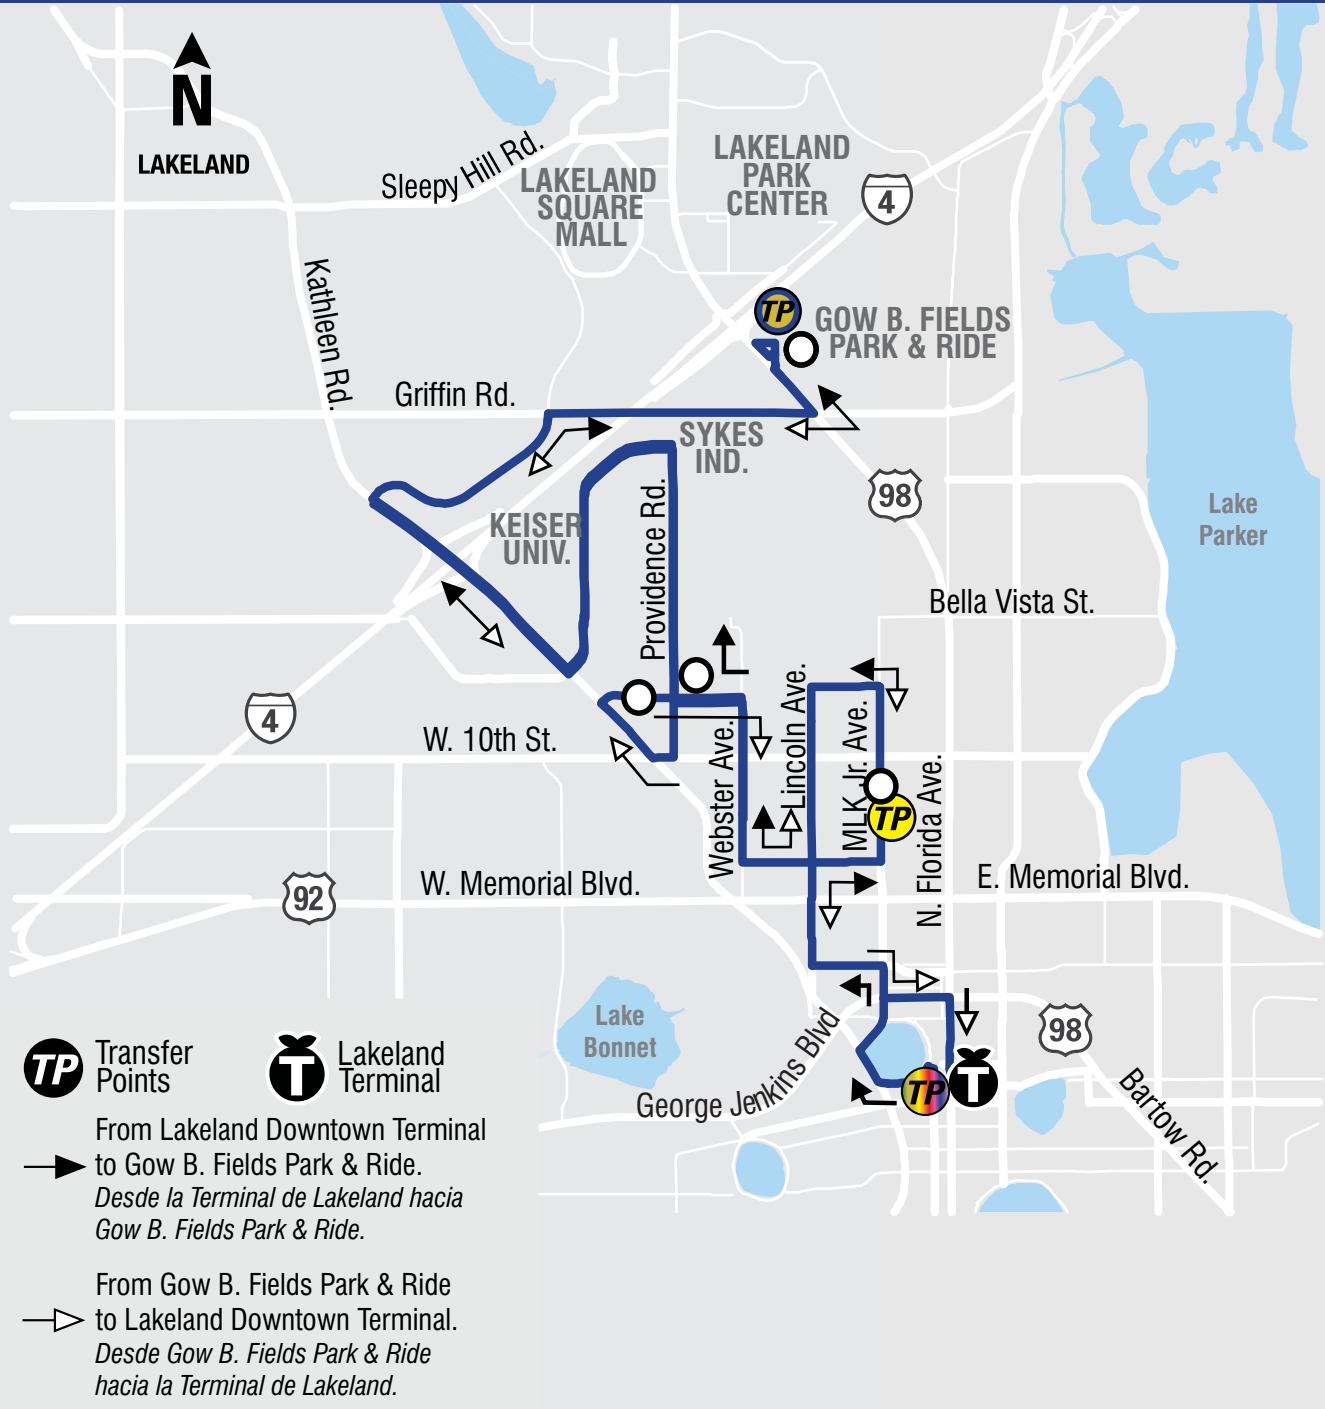 N
LAKELAND
Sleepy Hill Rd.
LAKELAND
SQUARE
MALL
LAKELAND
PARK
CENTER
4
Kathleen Rd.
TP
GOW B. FIELDS
PARK & RIDE
Griffin Rd.
SYKES
IND.
98
Lake
Parker
KEISER
UNIV.
Providence Rd.
Bella Vista St.
4
W. 10th St.
Webster Ave.
Lincoln Ave.
MLK Jr. Ave.
TP
N. Florida Ave.
92
W. Memorial Blvd.
E. Memorial Blvd.
Lake
Bonnet
George Jenkins Blvd
98
TP
T
Bartow Rd.
TP
Transfer
Points
T
Lakeland
Terminal
From Lakeland Downtown Terminal
to Gow B. Fields Park & Ride.
Desde la Terminal de Lakeland hacia
Gow B. Fields Park & Ride.
From Gow B. Fields Park & Ride
to Lakeland Downtown Terminal.
Desde Gow B. Fields Park & Ride
hacia la Terminal de Lakeland.